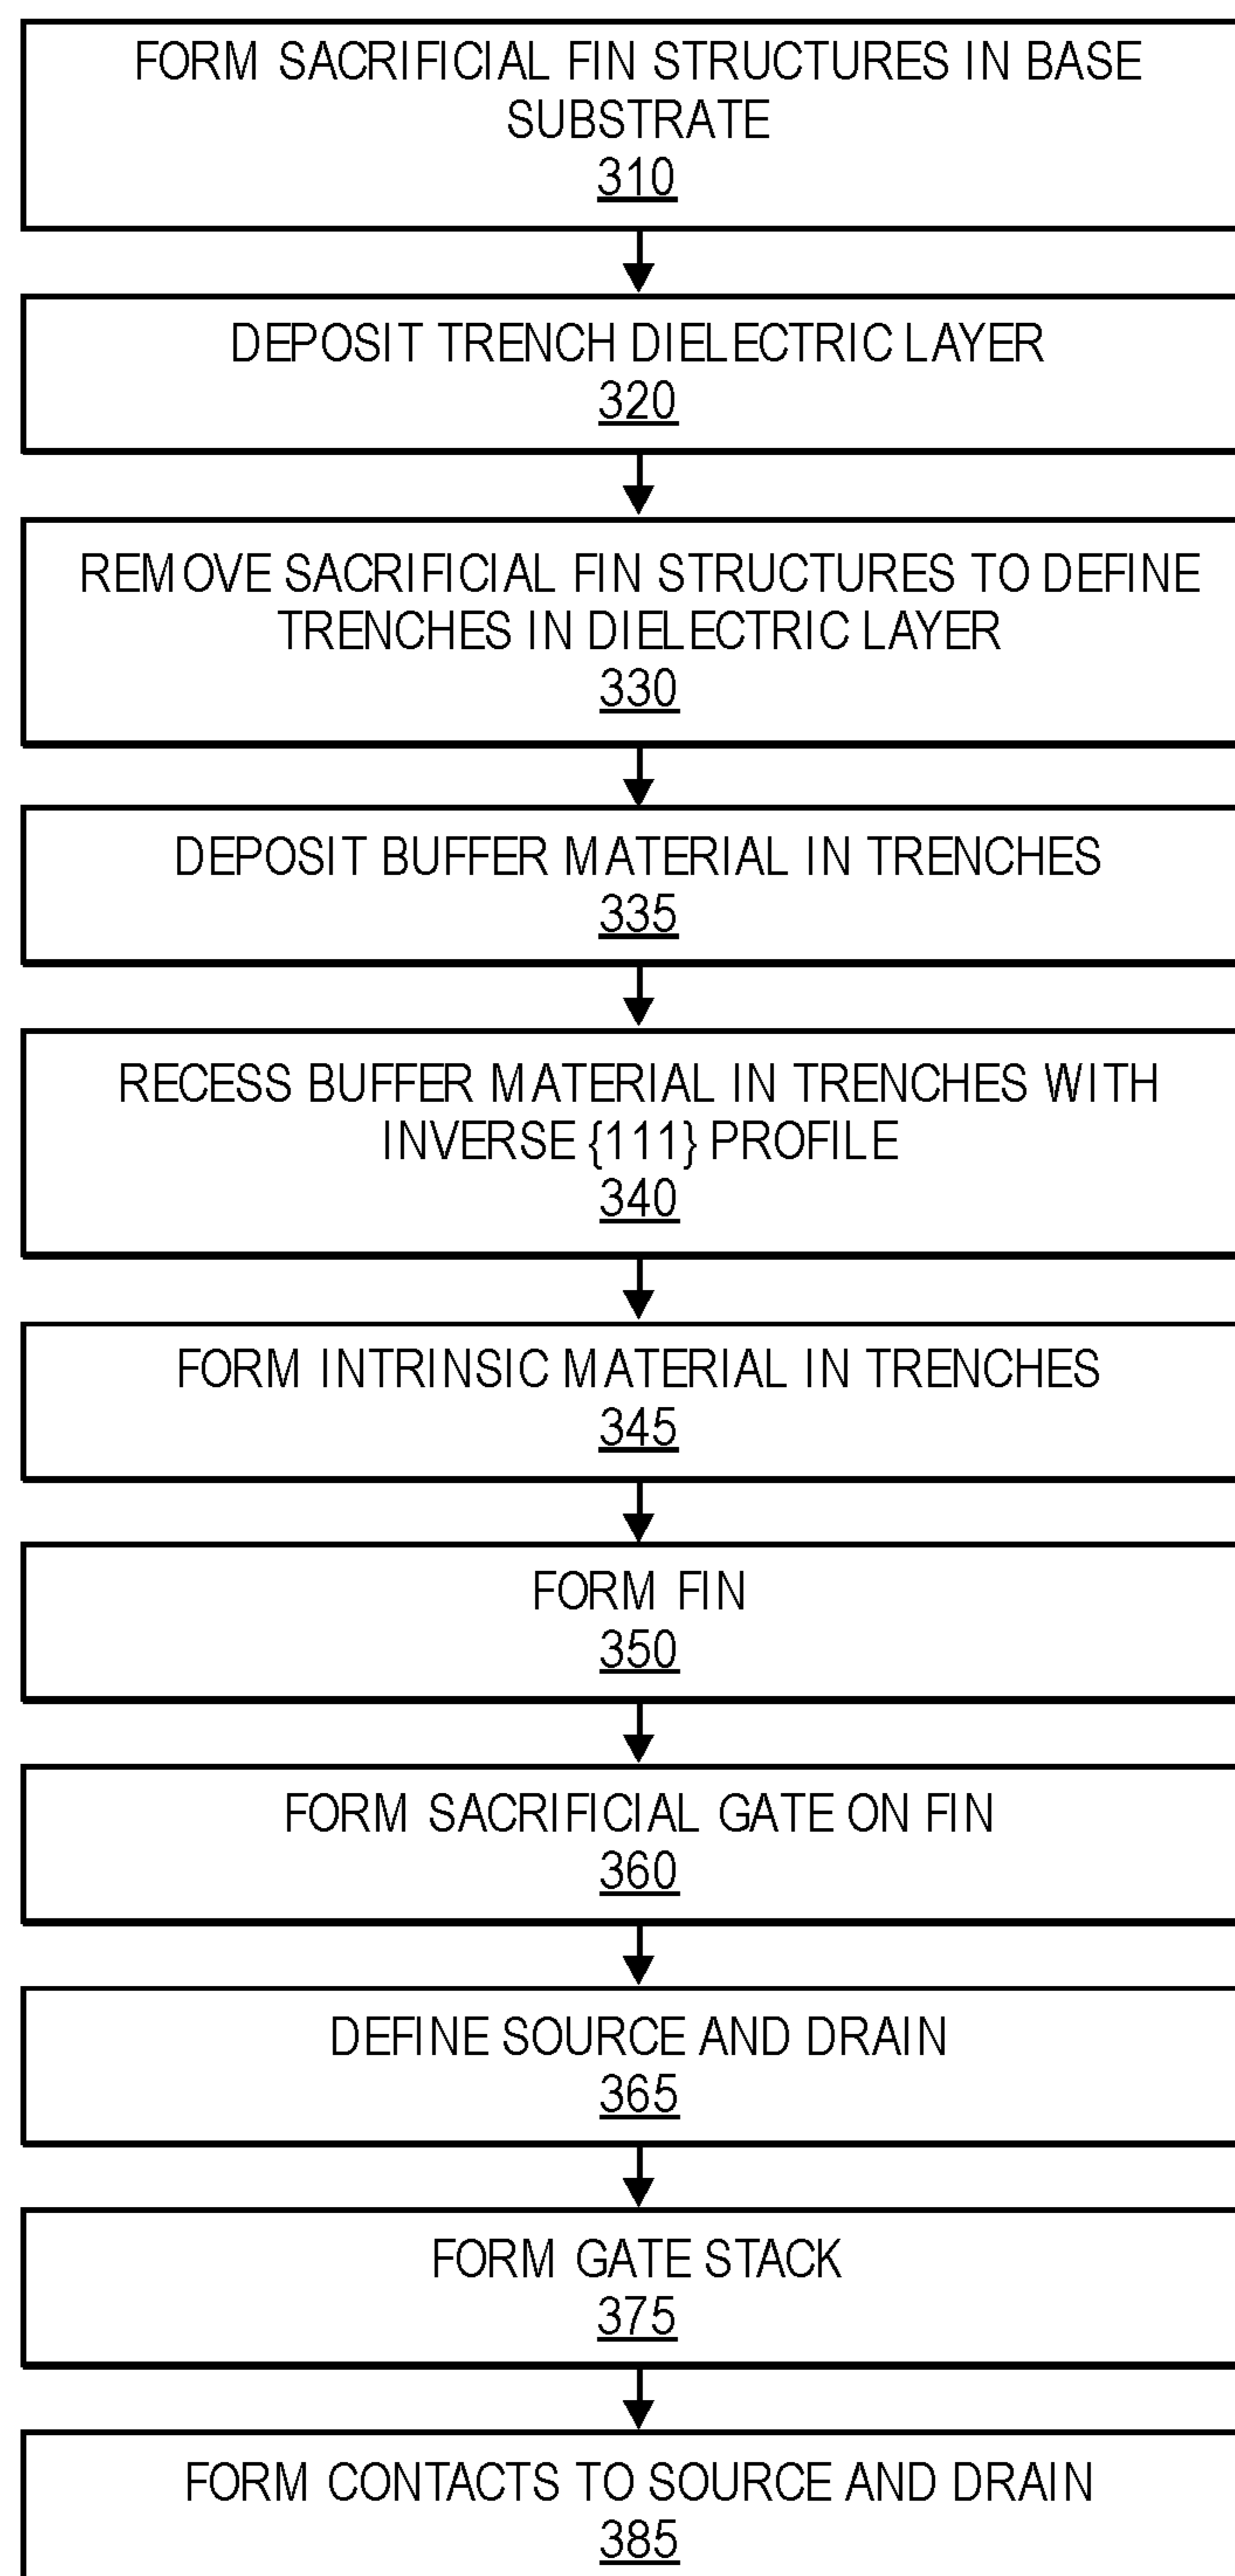 FORM SACRIFICIAL FIN STRUCTURES IN BASE
SUBSTRATE
310
DEPOSIT TRENCH DIELECTRIC LAYER
320
REMOVE SACRIFICIAL FIN STRUCTURES TO DEFINE
TRENCHES IN DIELECTRIC LAYER
330
DEPOSIT BUFFER MATERIAL IN TRENCHES
335
RECESS BUFFER MATERIAL IN TRENCHES WITH
INVERSE {111} PROFILE
340
FORM INTRINSIC MATERIAL IN TRENCHES
345
FORM FIN
350
FORM SACRIFICIAL GATE ON FIN
360
DEFINE SOURCE AND DRAIN
365
FORM GATE STACK
375
FORM CONTACTS TO SOURCE AND DRAIN
385